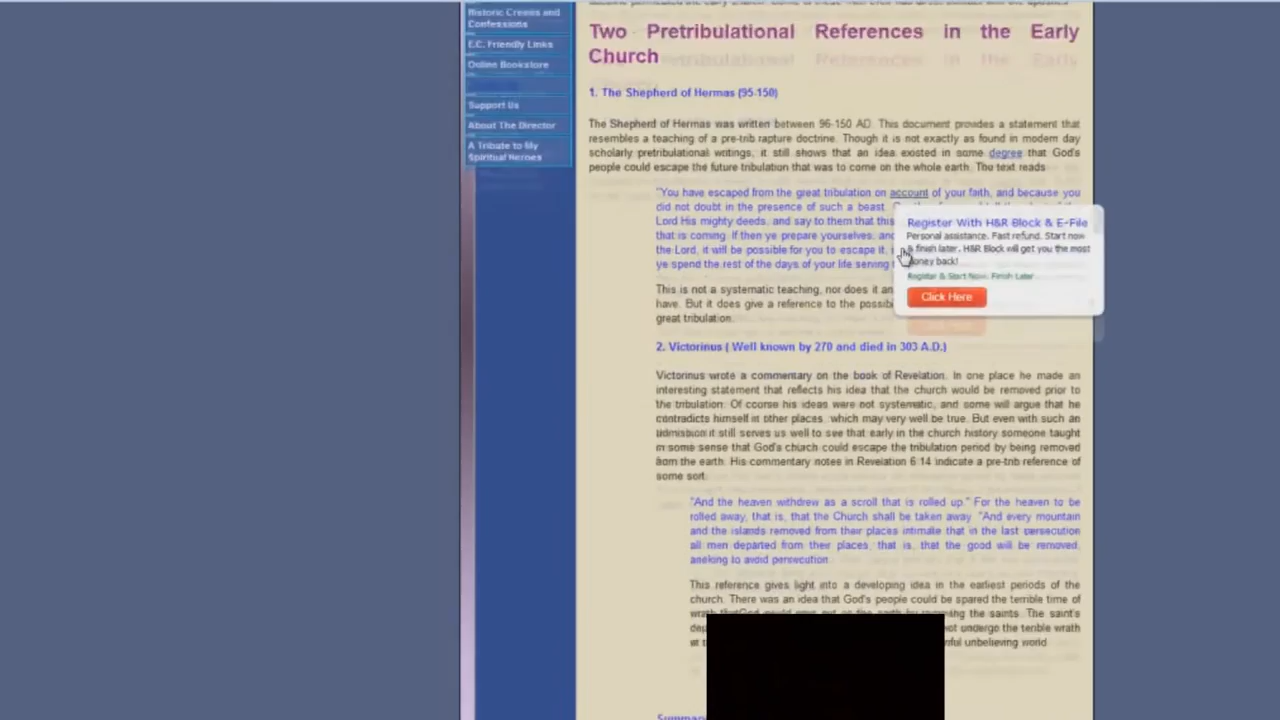 Historic Creeds and
Confessions
E.C. Friendly Links
Online Bookstore
Support Us
About The Director
A Tribute to My
Spiritual Heroes
Two Pretribulational References in the Early
Church
1. The Shepherd of Hermas (95-150)
The Shepherd of Hermas was written between 96-150 AD. This document provides a statement that
resembles a teaching of a pre-trib rapture doctrine. Though it is not exactly as found in modern day
scholarly pretribulational writings, it still shows that an idea existed in some degree that God's
people could escape the future tribulation that was to come on the whole earth. The text reads
"You have escaped from the great tribulation on account of your faith, and because you
did not doubt in the presence of such a beast.
Lord His mighty deeds, and say to them that this
that is coming. If then ye prepare yourselves, and
the Lord, it will be possible for you to escape it,
ye spend the rest of the days of your life serving
Register With H&R Block & E-File
Personal assistance. Fast refund. Start now
& finish later. H&R Block will get you the most
money back!
Register & Start Now. Finish Later
Click Here
This is not a systematic teaching, nor does it
have. But it does give a reference to the
great tribulation.
2. Victorinus ( Well known by 270 and died in 303 A.D.)
Victorinus wrote a commentary on the book of Revelation. In one place he made an
interesting statement that reflects his idea that the church would be removed prior to
the tribulation. Of course his ideas were not systematic, and some will argue that he
contradicts himself in other places, which may very well be true. But even with such an
admission it still serves us well to see that early in the church history someone taught
in some sense that God's church could escape the tribulation period by being removed
from the earth. His commentary notes in Revelation 6:14 indicate a pre-trib reference of
some sort.
"And the heaven withdrew as a scroll that is rolled up." For the heaven to be
rolled away, that is, that the Church shall be taken away. "And every mountain
and the islands removed from their places intimate that in the last persecution
all men departed from their places, that is, that the good will be removed,
seeking to avoid persecution.
This reference gives light into a developing idea in the earliest periods of the
church. There was an idea that God's people could be spared the terrible time of
wrath that God would the earth by removing the saints. The saint's
not undergo the terrible wrath
unbelieving world